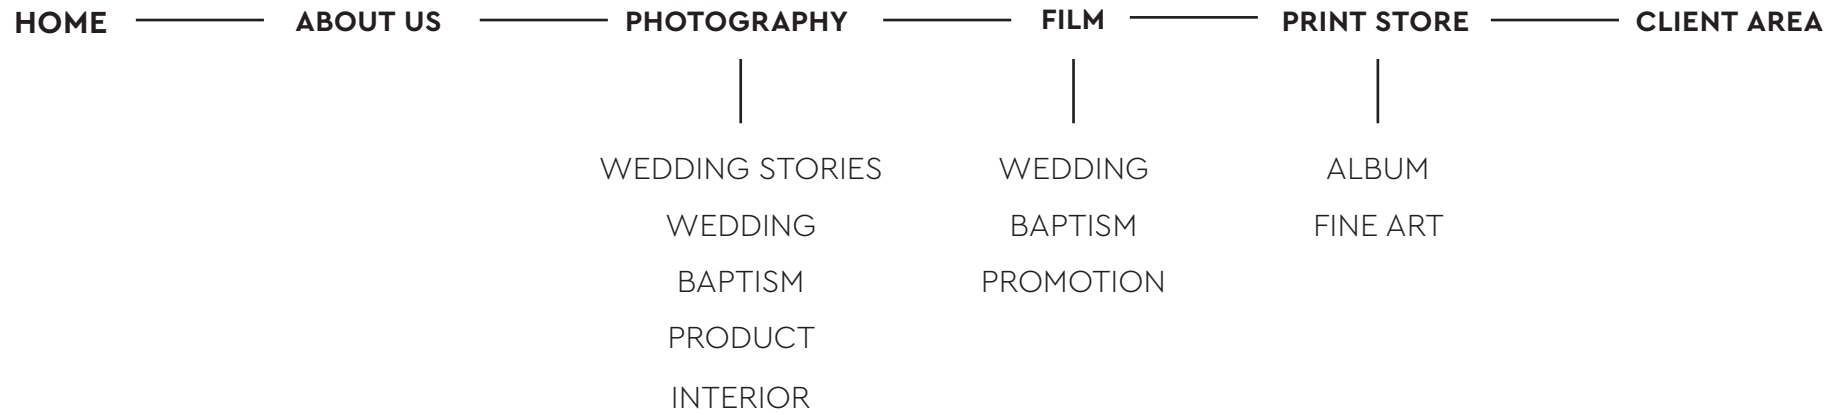 HOME ABOUT US PHOTOGRAPHY FILM PRINT STORE CLIENT AREA
WEDDING STORIES
WEDDING
BAPTISM
PRODUCT
INTERIOR
WEDDING
BAPTISM
PROMOTION
ALBUM
FINE ART